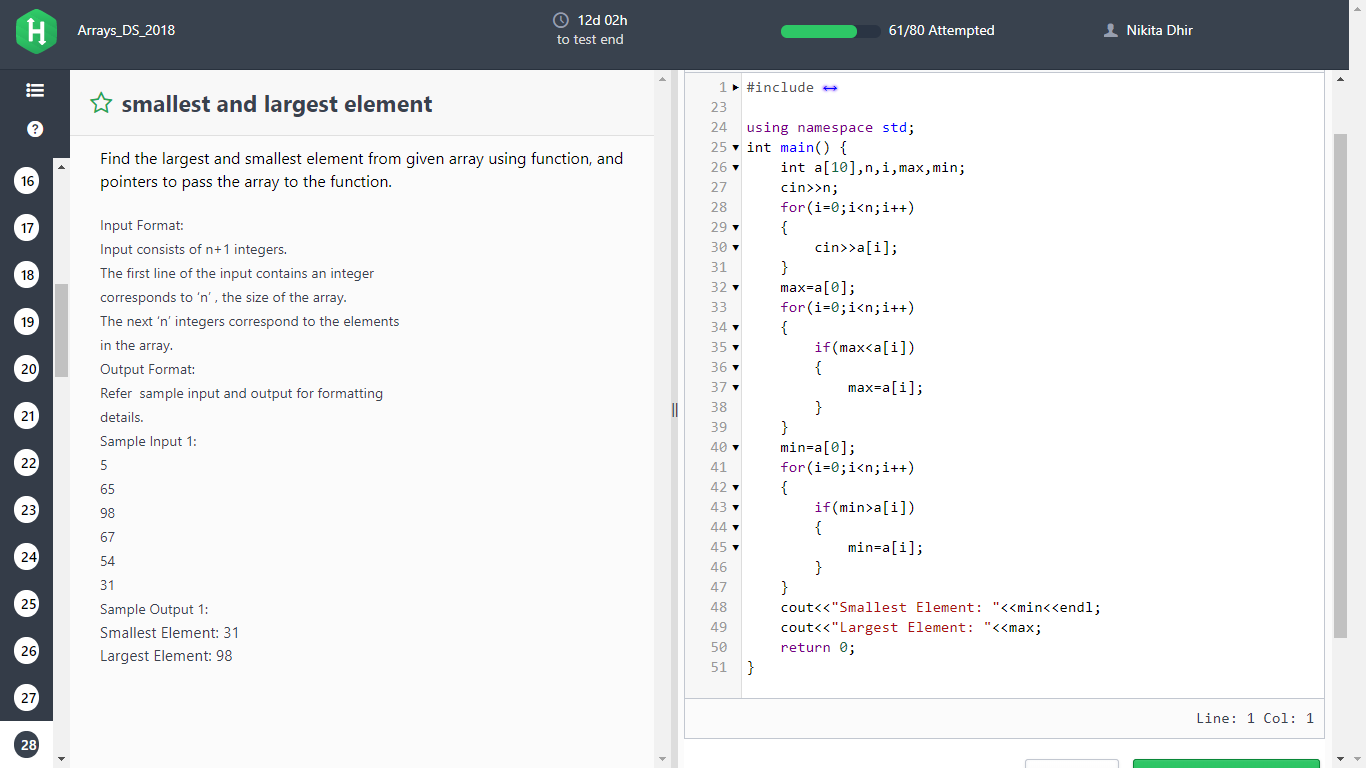 Arrays_DS_2018
12d 02h
to test end
61/80 Attempted
Nikita Dhir
?
16
17
18
19
20
21
22
23
24
25
26
27
28
smallest and largest element
Find the largest and smallest element from given array using function, and
pointers to pass the array to the function.
Input Format:
Input consists of n+1 integers.
The first line of the input contains an integer
corresponds to ‘n’ , the size of the array.
The next ‘n’ integers correspond to the elements
in the array.
Output Format:
Refer  sample input and output for formatting
details.
Sample Input 1:
5
65
98
67
54
31
Sample Output 1:
Smallest Element: 31
Largest Element: 98
1 #include
23
24 using namespace std;
25 int main() {
26     int a[10],n,i,max,min;
27     cin>>n;
28     for(i=0;i<n;i++)
29     {
30         cin>>a[i];
31     }
32     max=a[0];
33     for(i=0;i<n;i++)
34     {
35         if(max<a[i])
36         {
37             max=a[i];
38         }
39     }
40     min=a[0];
41     for(i=0;i<n;i++)
42     {
43         if(min>a[i])
44         {
45             min=a[i];
46         }
47     }
48     cout<<"Smallest Element: "<<min<<endl;
49     cout<<"Largest Element: "<<max;
50     return 0;
51 }
Line: 1 Col: 1